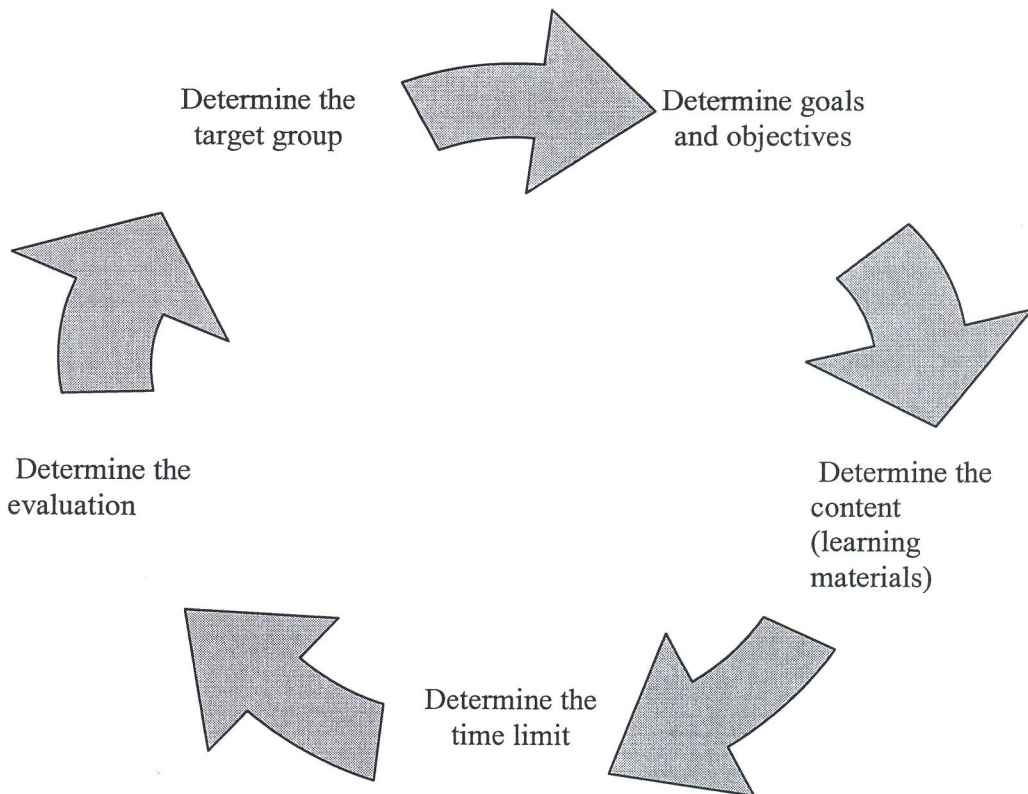 Determine the
target group
Determine goals
and objectives
Determine the
content
(learning
materials)
Determine the
time limit
Determine the
evaluation